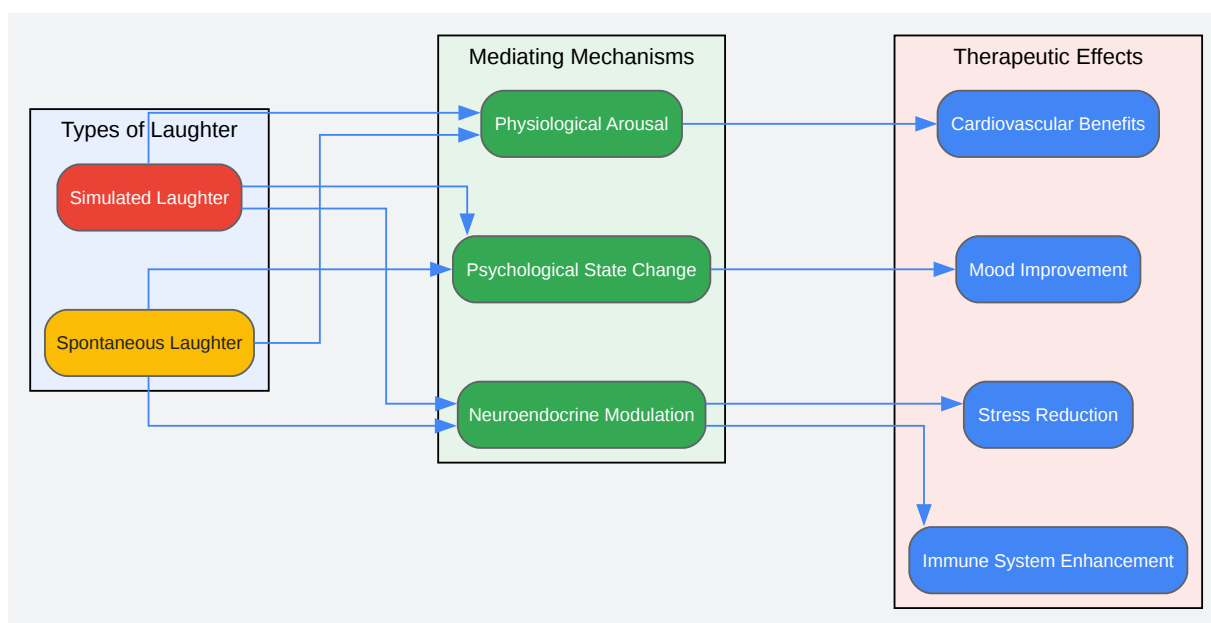 Types of Laughter
Simulated Laughter
Spontaneous Laughter
Mediating Mechanisms
Physiological Arousal
Psychological State Change
Neuroendocrine Modulation
Therapeutic Effects
Cardiovascular Benefits
Mood Improvement
Stress Reduction
Immune System Enhancement